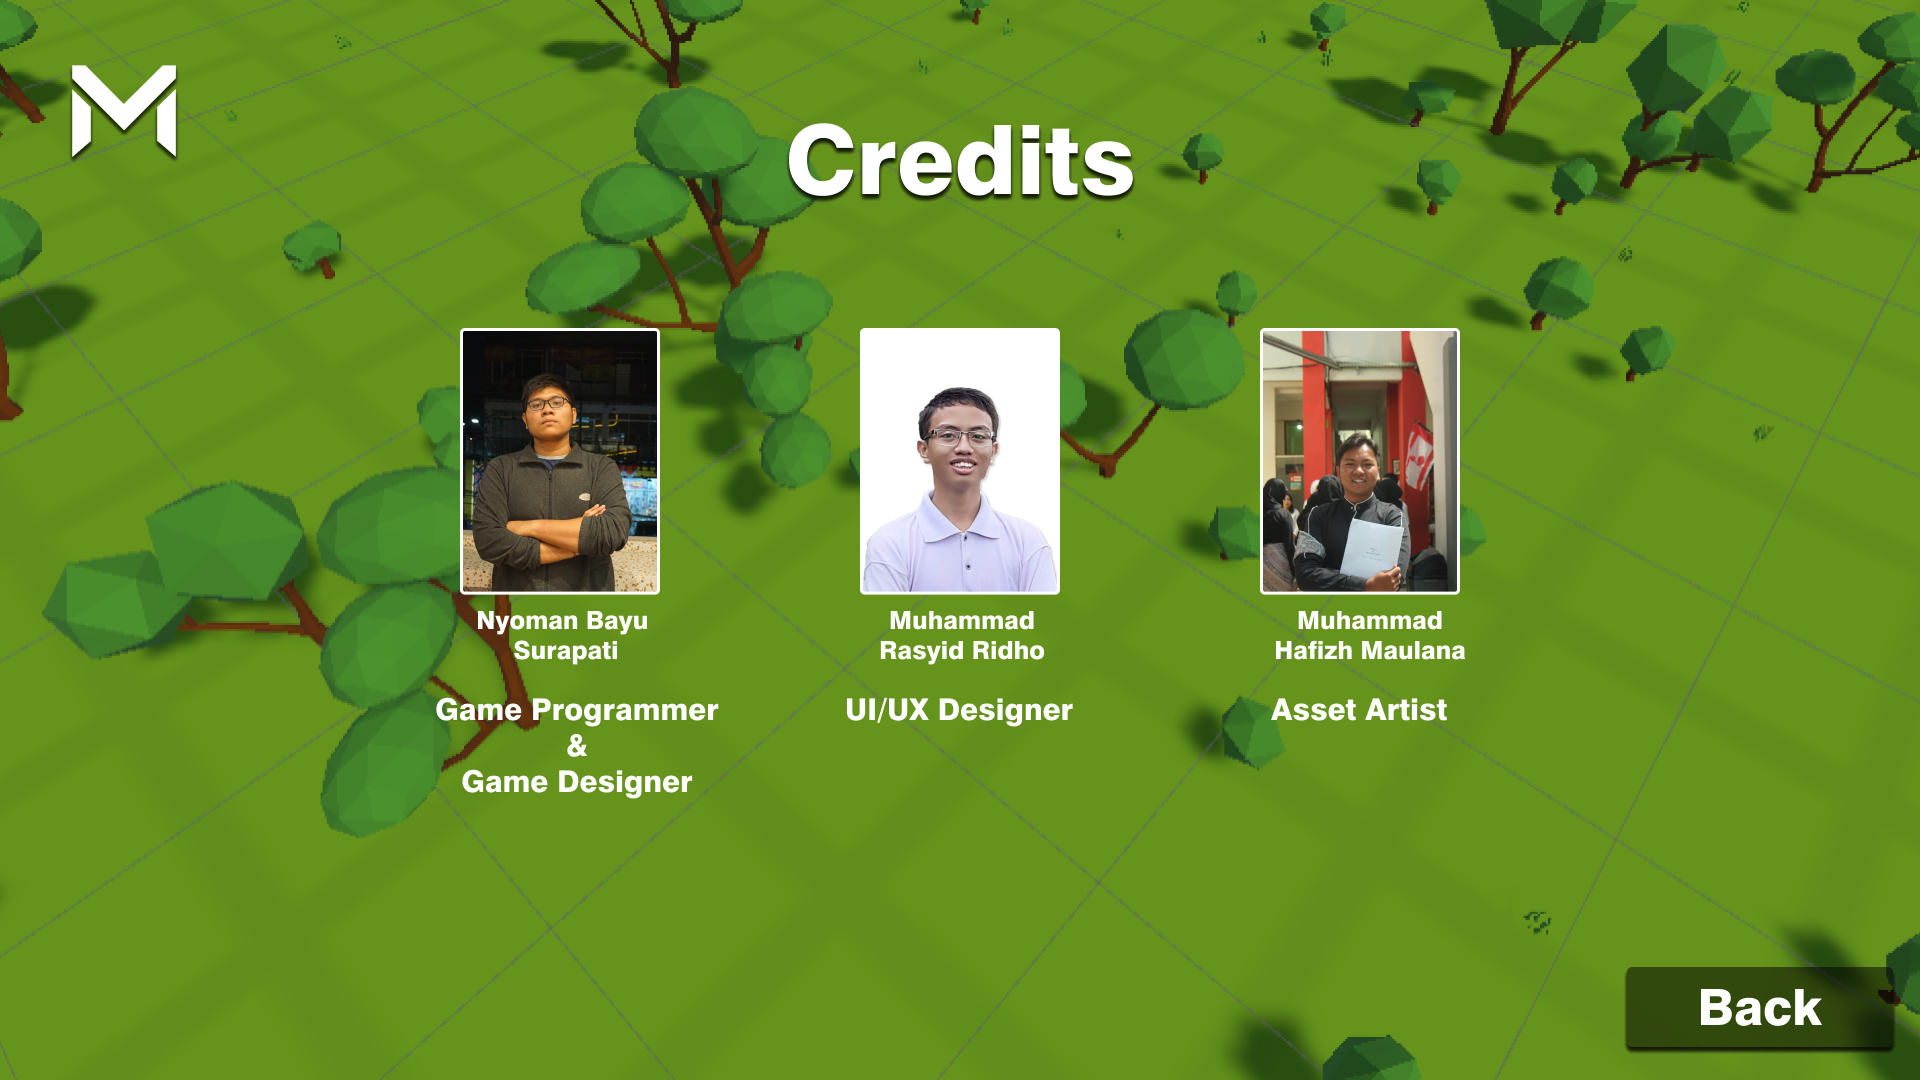 Credits
Nyoman Bayu
Surapati
Game Programmer
&
Game Designer
Muhammad
Rasyid Ridho
UI/UX Designer
Muhammad
Hafizh Maulana
Asset Artist
Back